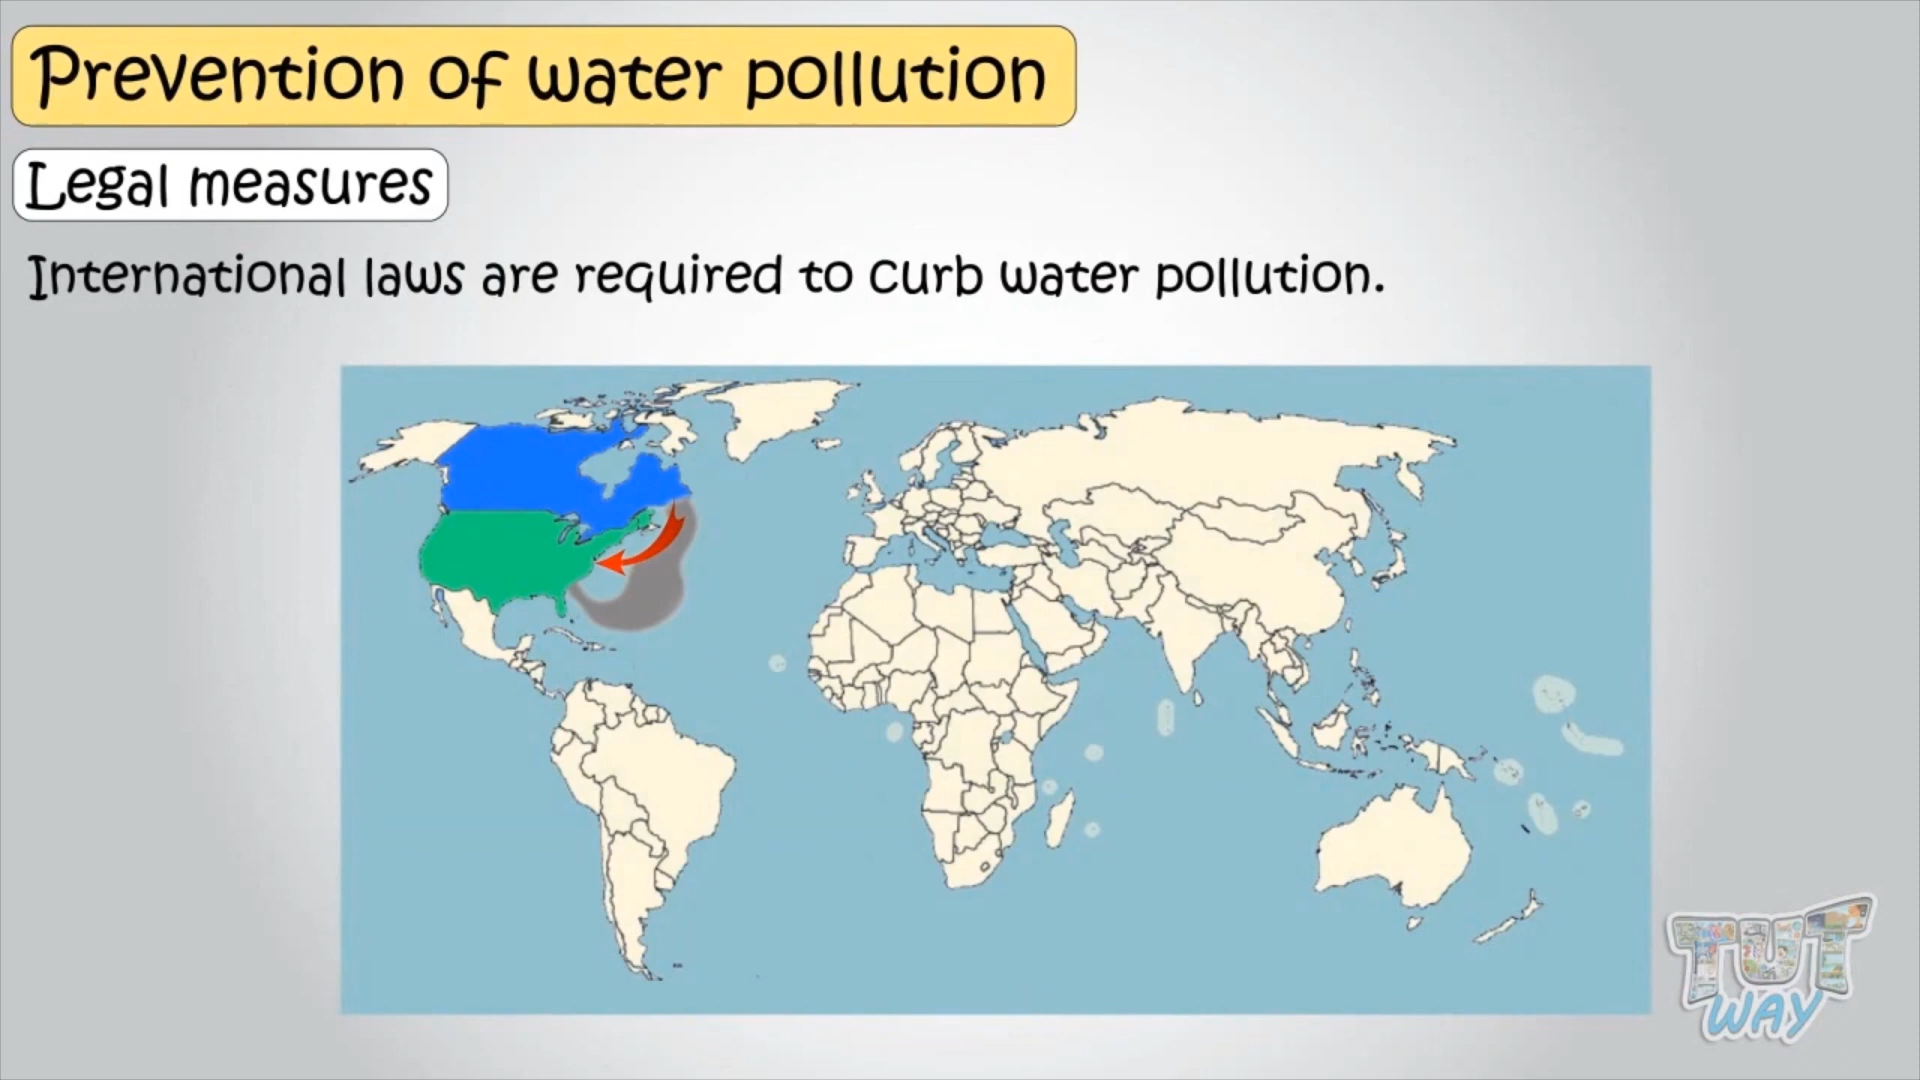 Prevention of water pollution
Legal measures
International laws are required to curb water pollution.
TUT
WAY